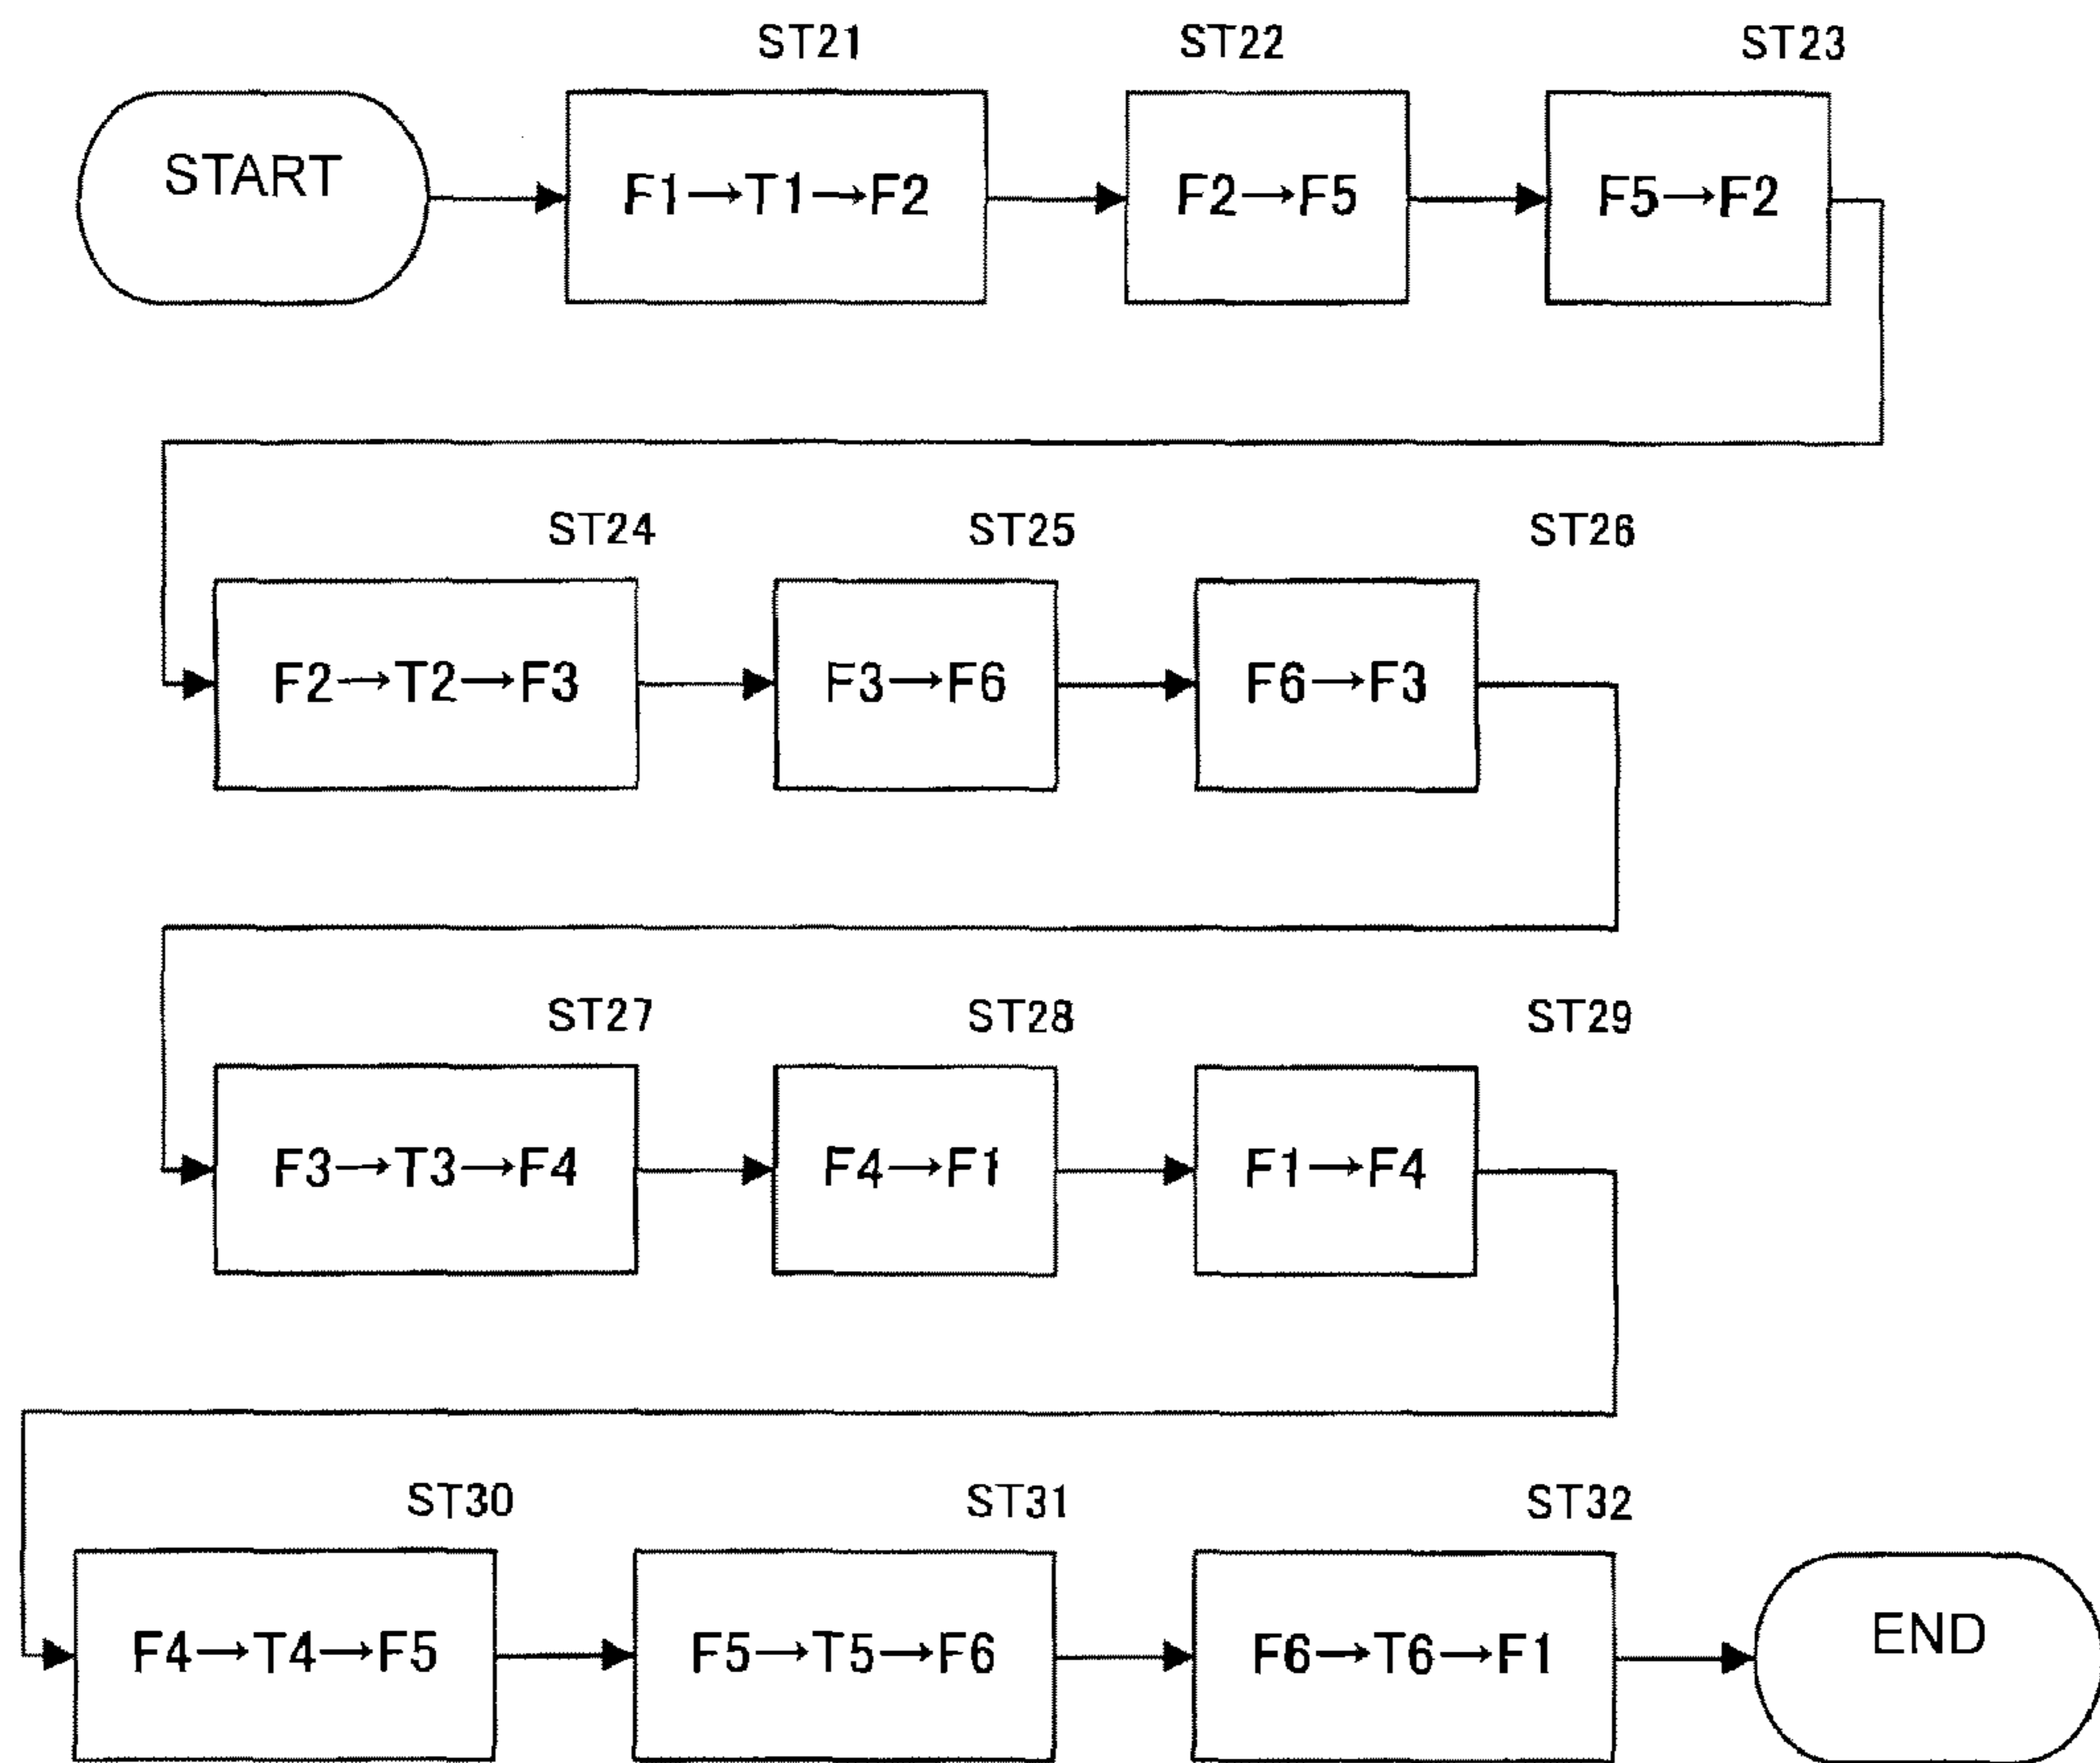 ST21 ST22 ST23
START F1→T1→F2 F2→F5 F5→F2
ST24 ST25 ST26
F2→T2→F3 F3→F6 F6→F3
ST27 ST28 ST29
F3→T3→F4 F4→F1 F1→F4
ST30 ST31 ST32
F4→T4→F5 F5→T5→F6 F6→T6→F1 END